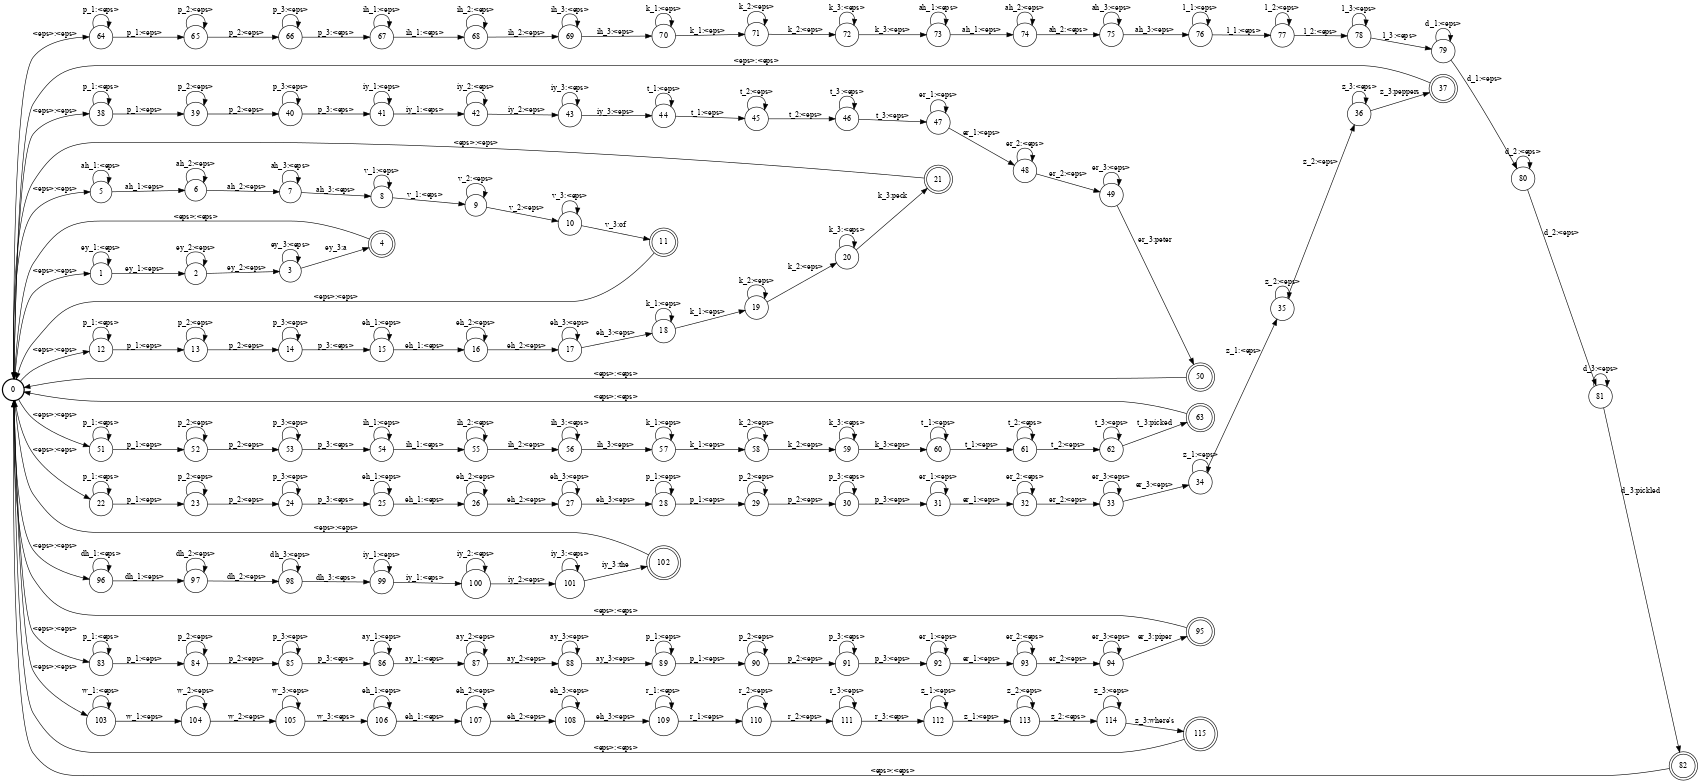 <eps>:<eps> 64 p_1:<eps> p_1:<eps> 65 p_2:<eps> p_2:<eps> 66 p_3:<eps> p_3:<eps> 67 ih_1:<eps> ih_1:<eps> 68 ih_2:<eps> ih_2:<eps> 69 ih_3:<eps> ih_3:<eps> 70 k_1:<eps> k_1:<eps> 71 k_2:<eps> k_2:<eps> 72 k_3:<eps> k_3:<eps> 73 ah_1:<eps> ah_1:<eps> 74 ah_2:<eps> ah_2:<eps> 75 ah_3:<eps> ah_3:<eps> 76 l_1:<eps> l_1:<eps> 77 l_2:<eps> l_2:<eps> 78 l_3:<eps> l_3:<eps> 79 d_1:<eps> d_1:<eps> 80 d_2:<eps> d_2:<eps> 81 d_3:<eps> d_3:pickled 82 <eps>:<eps>
<eps>:<eps> 38 p_1:<eps> p_1:<eps> 39 p_2:<eps> p_2:<eps> 40 p_3:<eps> p_3:<eps> 41 iy_1:<eps> iy_1:<eps> 42 iy_2:<eps> iy_2:<eps> 43 iy_3:<eps> iy_3:<eps> 44 t_1:<eps> t_1:<eps> 45 t_2:<eps> t_2:<eps> 46 t_3:<eps> t_3:<eps> 47 er_1:<eps> er_1:<eps> 48 er_2:<eps> er_2:<eps> 49 er_3:<eps> er_3:peter 50 <eps>:<eps>
<eps>:<eps> 5 ah_1:<eps> ah_1:<eps> 6 ah_2:<eps> ah_2:<eps> 7 ah_3:<eps> ah_3:<eps> 8 v_1:<eps> v_1:<eps> 9 v_2:<eps> v_2:<eps> 10 v_3:<eps> v_3:of 11 <eps>:<eps>
<eps>:<eps> 1 ey_1:<eps> ey_1:<eps> 2 ey_2:<eps> ey_2:<eps> 3 ey_3:<eps> ey_3:a 4 <eps>:<eps>
<eps>:<eps> 12 p_1:<eps> p_1:<eps> 13 p_2:<eps> p_2:<eps> 14 p_3:<eps> p_3:<eps> 15 eh_1:<eps> eh_1:<eps> 16 eh_2:<eps> eh_2:<eps> 17 eh_3:<eps> eh_3:<eps> 18 k_1:<eps> k_1:<eps> 19 k_2:<eps> k_2:<eps> 20 k_3:<eps> k_3:peck 21 <eps>:<eps>
0
<eps>:<eps> 51 p_1:<eps> p_1:<eps> 52 p_2:<eps> p_2:<eps> 53 p_3:<eps> p_3:<eps> 54 ih_1:<eps> ih_1:<eps> 55 ih_2:<eps> ih_2:<eps> 56 ih_3:<eps> ih_3:<eps> 57 k_1:<eps> k_1:<eps> 58 k_2:<eps> k_2:<eps> 59 k_3:<eps> k_3:<eps> 60 t_1:<eps> t_1:<eps> 61 t_2:<eps> t_2:<eps> 62 t_3:<eps> t_3:picked 63 <eps>:<eps>
<eps>:<eps> 22 p_1:<eps> p_1:<eps> 23 p_2:<eps> p_2:<eps> 24 p_3:<eps> p_3:<eps> 25 eh_1:<eps> eh_1:<eps> 26 eh_2:<eps> eh_2:<eps> 27 eh_3:<eps> eh_3:<eps> 28 p_1:<eps> p_1:<eps> 29 p_2:<eps> p_2:<eps> 30 p_3:<eps> p_3:<eps> 31 er_1:<eps> er_1:<eps> 32 er_2:<eps> er_2:<eps> 33 er_3:<eps> er_3:<eps> 34 z_1:<eps> z_1:<eps> 35 z_2:<eps> z_2:<eps> 36 z_3:<eps> z_3:peppers 37 <eps>:<eps>
<eps>:<eps> 96 dh_1:<eps> dh_1:<eps> 97 dh_2:<eps> dh_2:<eps> 98 dh_3:<eps> dh_3:<eps> 99 iy_1:<eps> iy_1:<eps> 100 iy_2:<eps> iy_2:<eps> 101 iy_3:<eps> iy_3:the 102 <eps>:<eps>
<eps>:<eps> 83 p_1:<eps> p_1:<eps> 84 p_2:<eps> p_2:<eps> 85 p_3:<eps> p_3:<eps> 86 ay_1:<eps> ay_1:<eps> 87 ay_2:<eps> ay_2:<eps> 88 ay_3:<eps> ay_3:<eps> 89 p_1:<eps> p_1:<eps> 90 p_2:<eps> p_2:<eps> 91 p_3:<eps> p_3:<eps> 92 er_1:<eps> er_1:<eps> 93 er_2:<eps> er_2:<eps> 94 er_3:<eps> er_3:piper 95 <eps>:<eps>
<eps>:<eps> 103 w_1:<eps> w_1:<eps> 104 w_2:<eps> w_2:<eps> 105 w_3:<eps> w_3:<eps> 106 eh_1:<eps> eh_1:<eps> 107 eh_2:<eps> eh_2:<eps> 108 eh_3:<eps> eh_3:<eps> 109 r_1:<eps> r_1:<eps> 110 r_2:<eps> r_2:<eps> 111 r_3:<eps> r_3:<eps> 112 z_1:<eps> z_1:<eps> 113 z_2:<eps> z_2:<eps> 114 z_3:<eps> z_3:where's 115 <eps>:<eps>